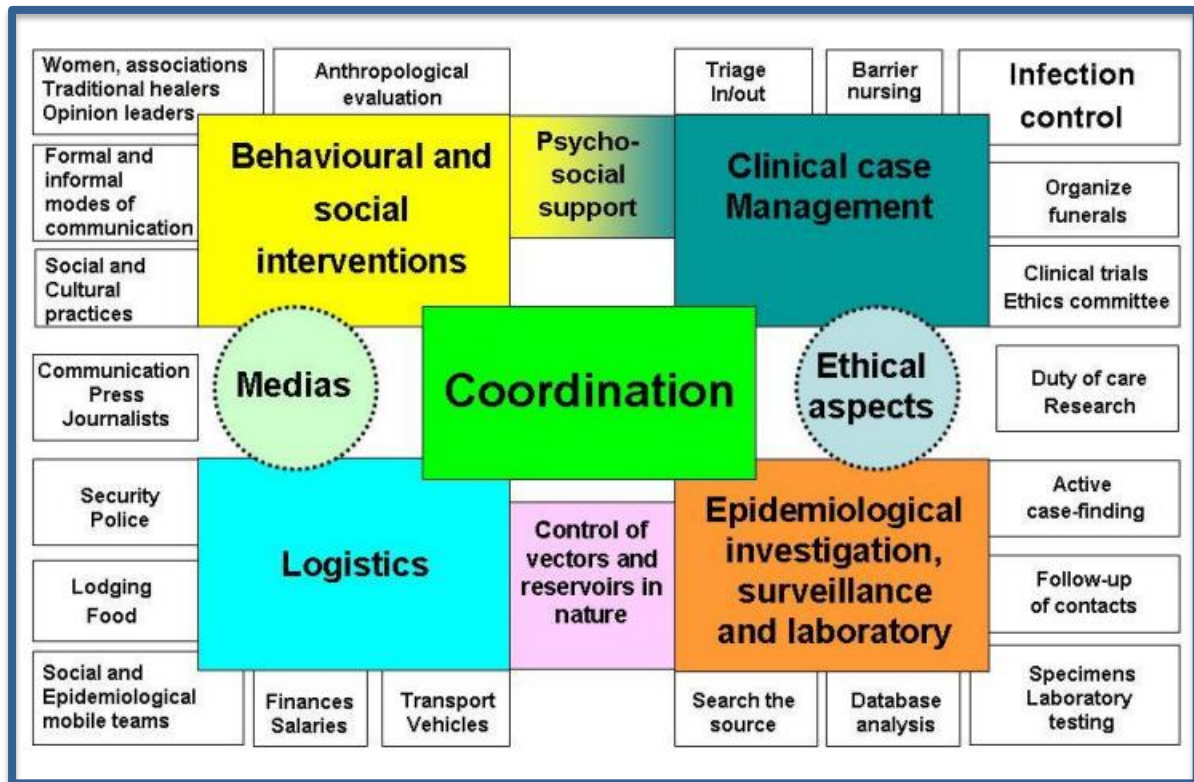 Women, associations
Traditional healers
Opinion leaders
Anthropological
evaluation
Triage
In/out
Barrier
nursing
Infection
control
Behavioural and
social
interventions
Psycho-
social
support
Clinical case
Management
Formal and
informal
modes of
communication
Organize
funerals
Social and
Cultural
practices
Clinical trials
Ethics committee
Communication
Press
Journalists
Medias
Coordination
Ethical
aspects
Duty of care
Research
Security
Police
Logistics
Control of
vectors and
reservoirs in
nature
Epidemiological
investigation,
surveillance
and laboratory
Active
case-finding
Lodging
Food
Follow-up
of contacts
Social and
Epidemiological
mobile teams
Finances
Salaries
Transport
Vehicles
Search the
source
Database
analysis
Specimens
Laboratory
testing